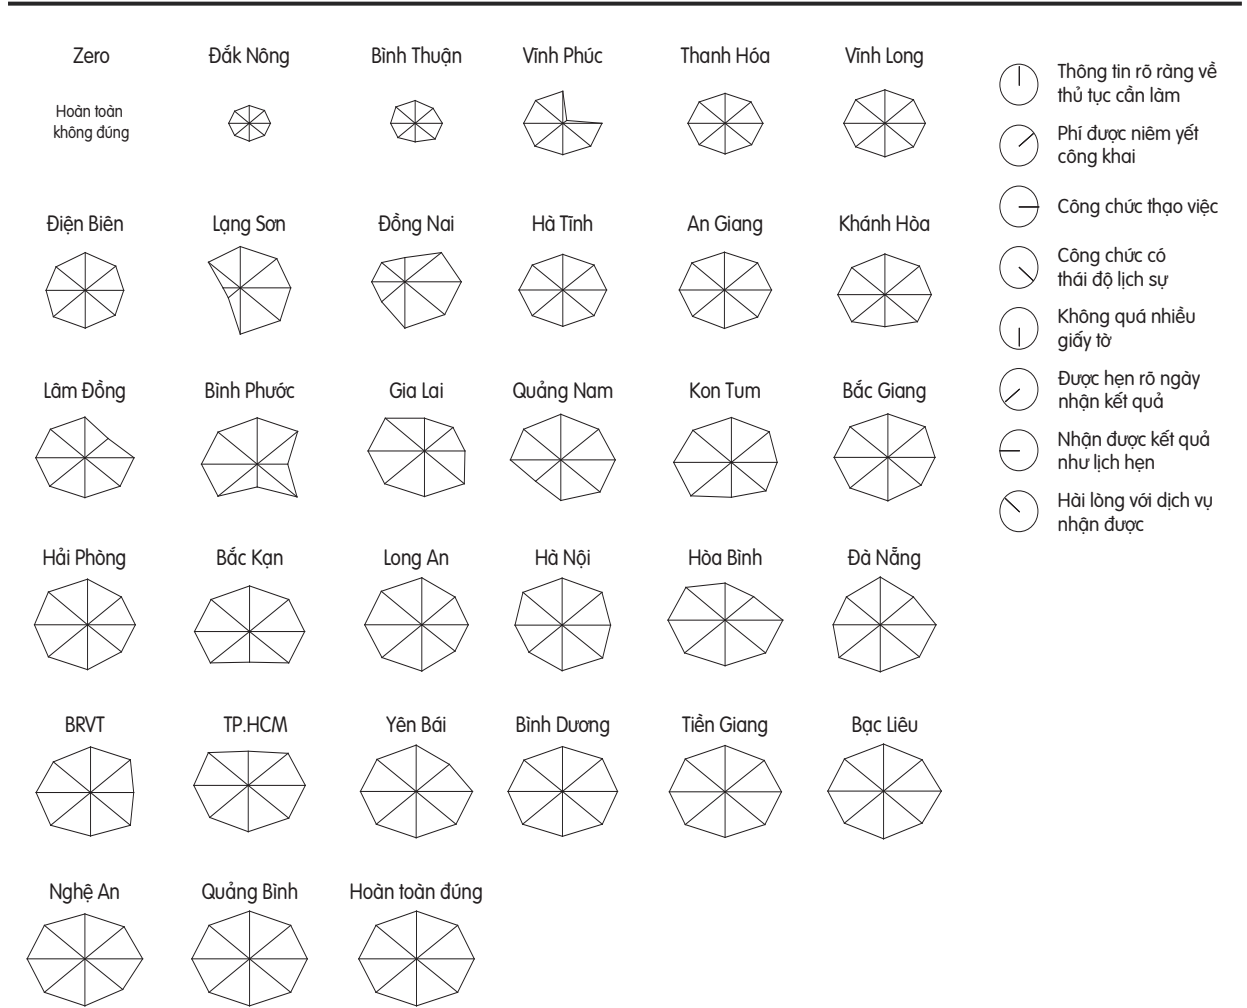 Zero
Đắk Nông
Bình Thuận
Vĩnh Phúc
Thanh Hóa
Vĩnh Long
Hoàn toàn
không đúng
Điện Biên
Lạng Sơn
Đồng Nai
Hà Tĩnh
An Giang
Khánh Hòa
Lâm Đồng
Bình Phước
Gia Lai
Quảng Nam
Kon Tum
Bắc Giang
Hải Phòng
Bắc Kạn
Long An
Hà Nội
Hòa Bình
Đà Nẵng
BRVT
TP.HCM
Yên Bái
Bình Dương
Tiền Giang
Bạc Liêu
Nghệ An
Quảng Bình
Hoàn toàn đúng
Thông tin rõ ràng về
thủ tục cần làm
Phí được niêm yết
công khai
Công chức thạo việc
Công chức có
thái độ lịch sự
Không quá nhiều
giấy tờ
Được hẹn rõ ngày
nhận kết quả
Nhận được kết quả
như lịch hẹn
Hài lòng với dịch vụ
nhận được